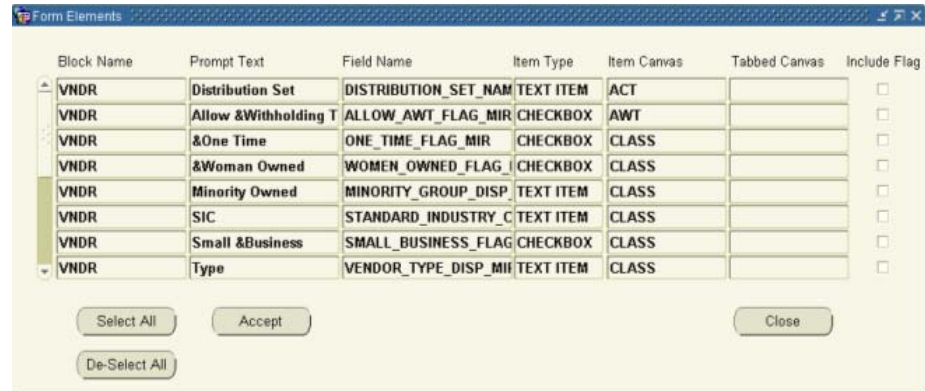 Form Elements
Block Name Prompt Text Field Name Item Type Item Canvas Tabbed Canvas Include Flag
VNDR Distribution Set DISTRIBUTION_SET_NAM TEXT ITEM ACT
VNDR Allow &Withholding T ALLOW_AWT_FLAG_MIR CHECKBOX AWT
VNDR &One Time ONE_TIME_FLAG_MIR CHECKBOX CLASS
VNDR &Woman Owned WOMEN_OWNED_FLAG_ CHECKBOX CLASS
VNDR Minority Owned MINORITY_GROUP_DISP_ TEXT ITEM CLASS
VNDR SIC STANDARD_INDUSTRY_C TEXT ITEM CLASS
VNDR Small &Business SMALL_BUSINESS_FLAG CHECKBOX CLASS
VNDR Type VENDOR_TYPE_DISP_MIR TEXT ITEM CLASS
Select All Accept Close
De-Select All